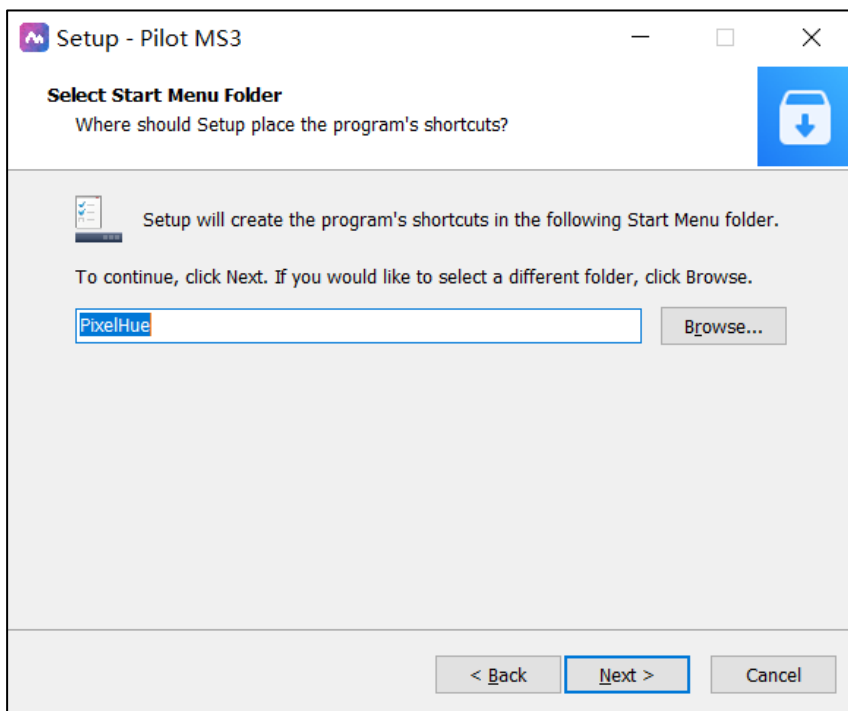 Setup - Pilot MS3
Select Start Menu Folder
Where should Setup place the program's shortcuts?
Setup will create the program's shortcuts in the following Start Menu folder.
To continue, click Next. If you would like to select a different folder, click Browse.
PixelHue
Browse...
< Back
Next >
Cancel